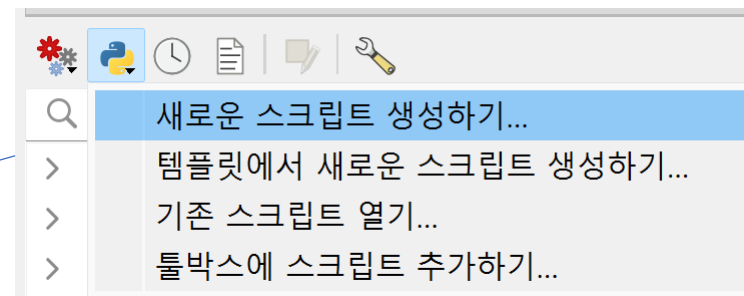 새로운 스크립트 생성하기...
템플릿에서 새로운 스크립트 생성하기...
기존 스크립트 열기...
툴박스에 스크립트 추가하기...